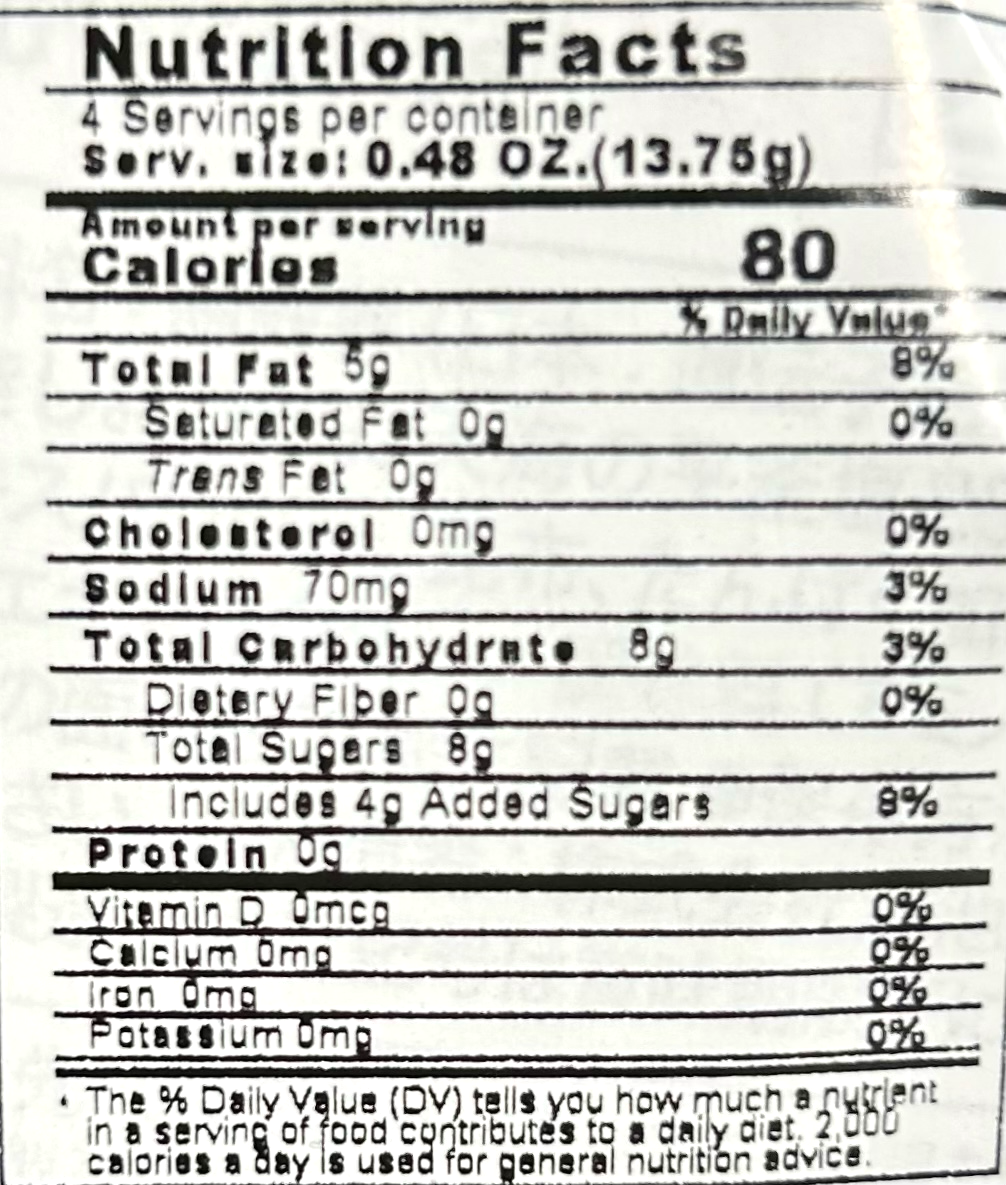 Nutrition Facts
4 Servings per container
Serv. size: 0.48 OZ.(13.75g)
Amount per serving
Calories 80
% Daily Value*
Total Fat 5g 8%
Saturated Fat 0g 0%
Trans Fat 0g
Cholesterol 0mg 0%
Sodium 70mg 3%
Total Carbohydrate 8g 3%
Dietary Fiber 0g 0%
Total Sugars 8g
Includes 4g Added Sugars 8%
Protein 0g
Vitamin D 0mcg 0%
Calcium 0mg 0%
Iron 0mg 0%
Potassium 0mg 0%
* The % Daily Value (DV) tells you how much a nutrient
in a serving of food contributes to a daily diet. 2,000
calories a day is used for general nutrition advice.